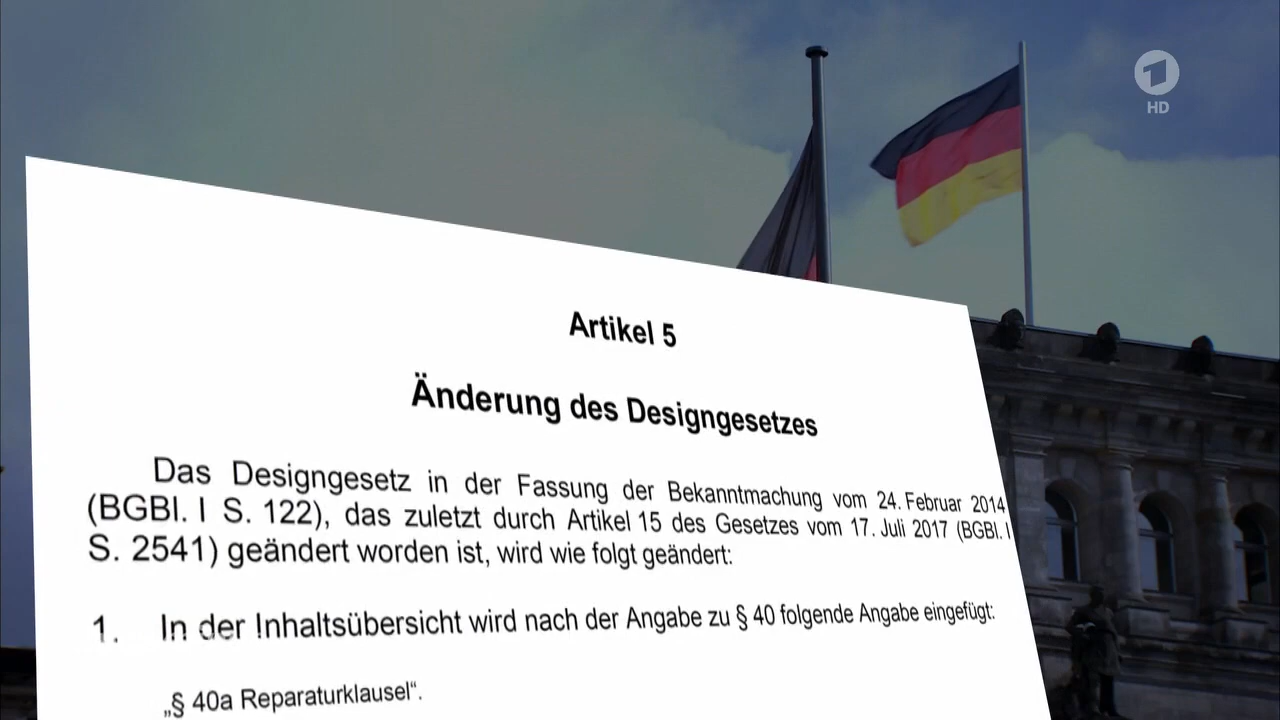 1
HD
Artikel 5
Änderung des Designgesetzes
Das Designgesetz in der Fassung der Bekanntmachung vom 24. Februar 2014
(BGBl. I S. 122), das zuletzt durch Artikel 15 des Gesetzes vom 17. Juli 2017 (BGBl. I
S. 2541) geändert worden ist, wird wie folgt geändert:
1. In der Inhaltsübersicht wird nach der Angabe zu § 40 folgende Angabe eingefügt:
„§ 40a Reparaturklausel“.